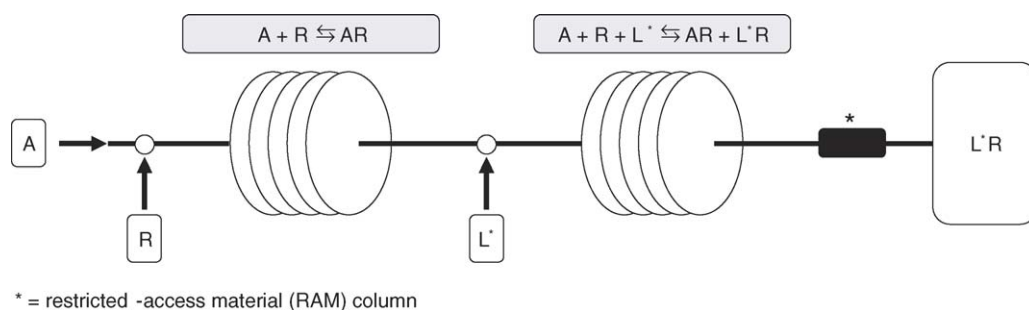 A + R ⇆ AR
A + R + L* ⇆ AR + L*R
*
A
L*R
R
L*
* = restricted -access material (RAM) column